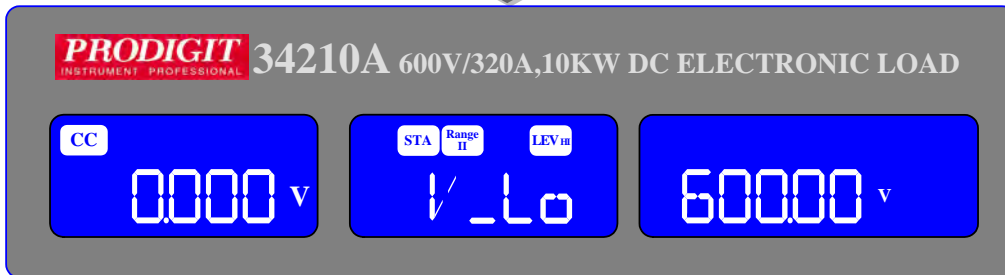 PRODIGIT
INSTRUMENT PROFESSIONAL
34210A 600V/320A,10KW DC ELECTRONIC LOAD
CC
0.000 V
STA Range II LEV HI
V_Lo
600.00 V